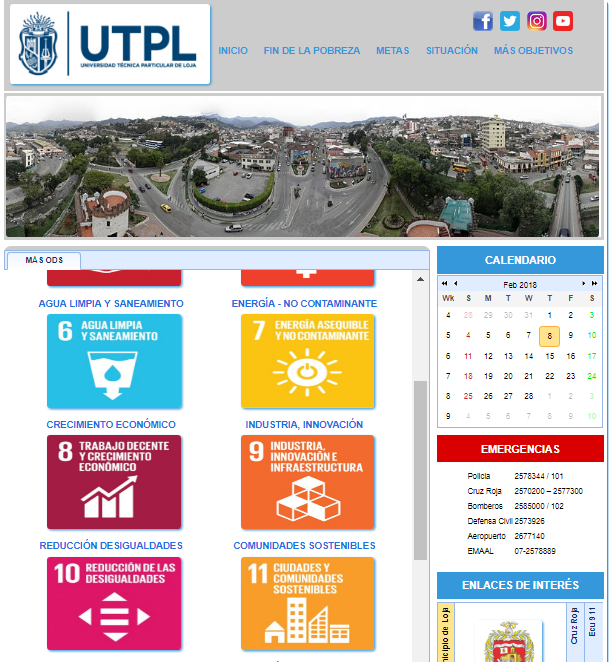 UTPL
UNIVERSIDAD TÉCNICA PARTICULAR DE LOJA
INICIO FIN DE LA POBREZA METAS SITUACIÓN MÁS OBJETIVOS
MÁS ODS
AGUA LIMPIA Y SANEAMIENTO
ENERGÍA - NO CONTAMINANTE
6 AGUA LIMPIA
Y SANEAMIENTO
7 ENERGÍA ASEQUIBLE
Y NO CONTAMINANTE
CRECIMIENTO ECONÓMICO
INDUSTRIA, INNOVACIÓN
8 TRABAJO DECENTE
Y CRECIMIENTO
ECONÓMICO
9 INDUSTRIA,
INNOVACIÓN E
INFRAESTRUCTURA
REDUCCIÓN DESIGUALDADES
COMUNIDADES SOSTENIBLES
10 REDUCCIÓN DE LAS
DESIGUALDADES
11 CIUDADES Y
COMUNIDADES
SOSTENIBLES
CALENDARIO
Feb 2018
Wk S M T W T F S
4 28 29 30 31 1 2 3
5 4 5 6 7 8 9 10
6 11 12 13 14 15 16 17
7 18 19 20 21 22 23 24
8 25 26 27 28 1 2 3
9 4 5 6 7 8 9 10
EMERGENCIAS
Policia 2578344 / 101
Cruz Roja 2570200 – 2577300
Bomberos 2585000 / 102
Defensa Civil 2573926
Aeropuerto 2677140
EMAAL 07-2578889
ENLACES DE INTERÉS
nicipio de Loja
Cruz Roja
Ecu 911